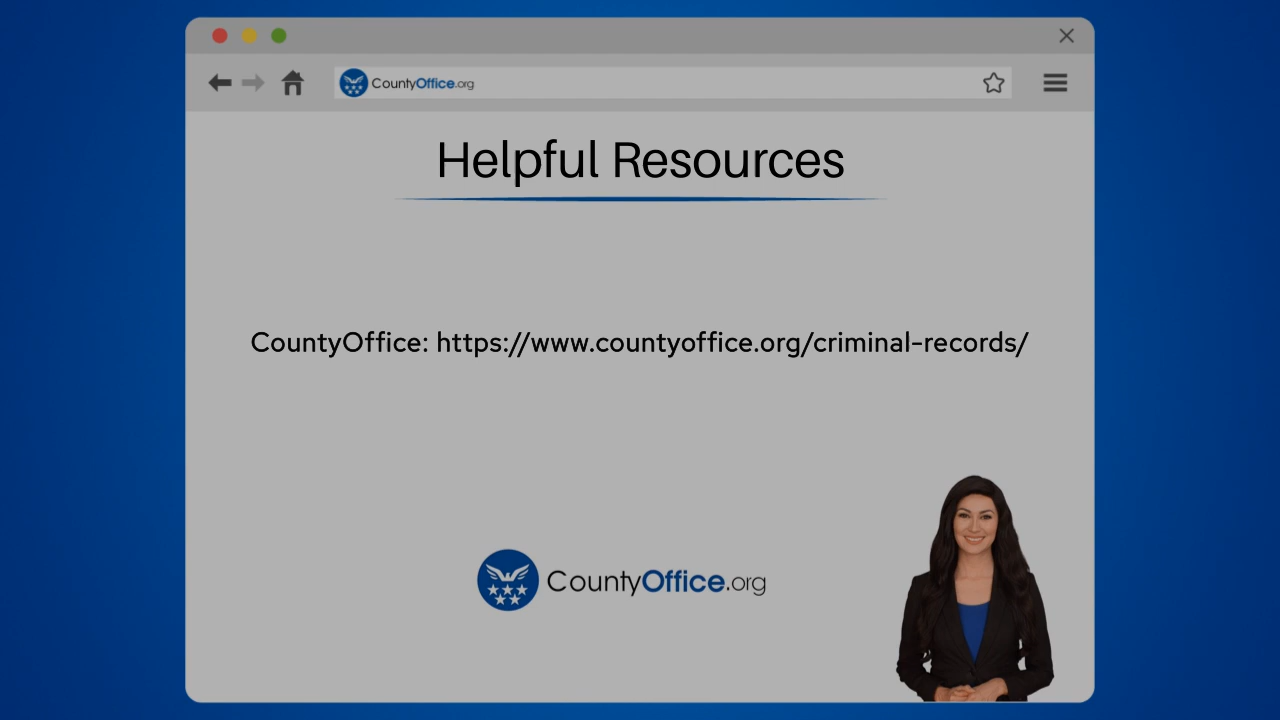 CountyOffice.org
Helpful Resources
CountyOffice: https://www.countyoffice.org/criminal-records/
CountyOffice.org